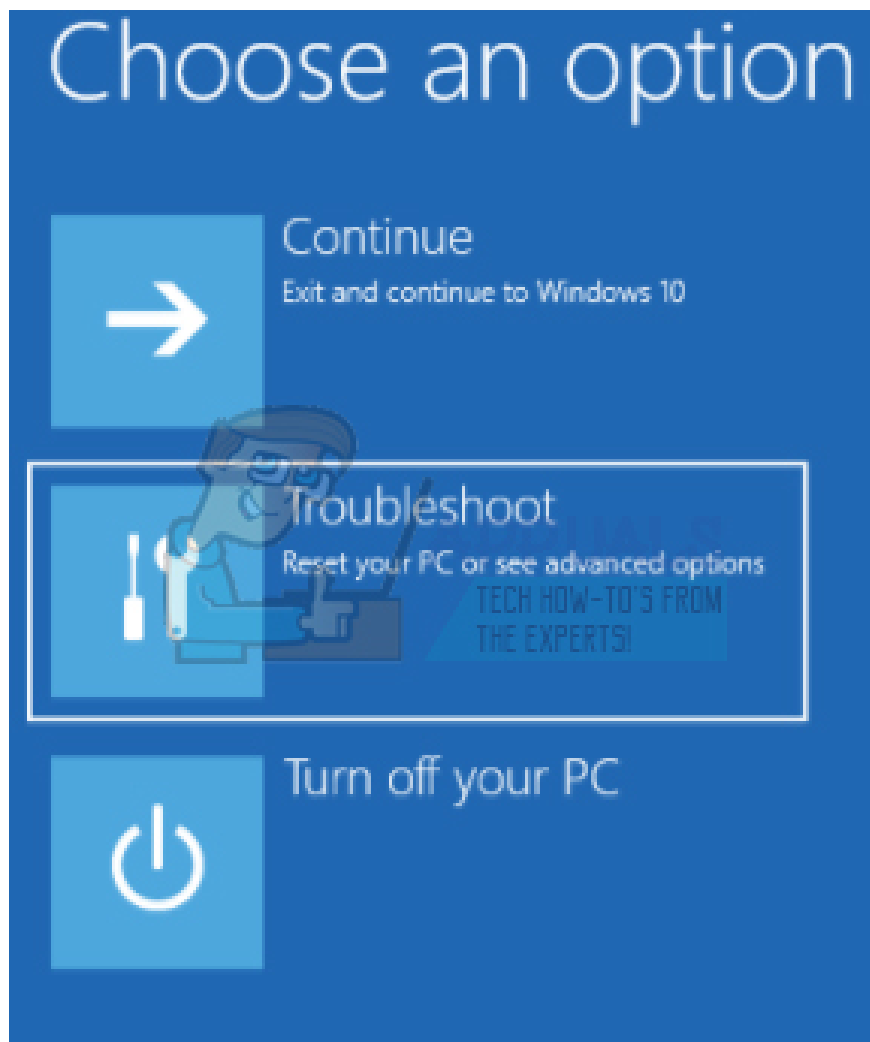 Choose an option
Continue
Exit and continue to Windows 10
Troubleshoot
Reset your PC or see advanced options
TECH HOW-TO'S FROM
THE EXPERTS!
Turn off your PC